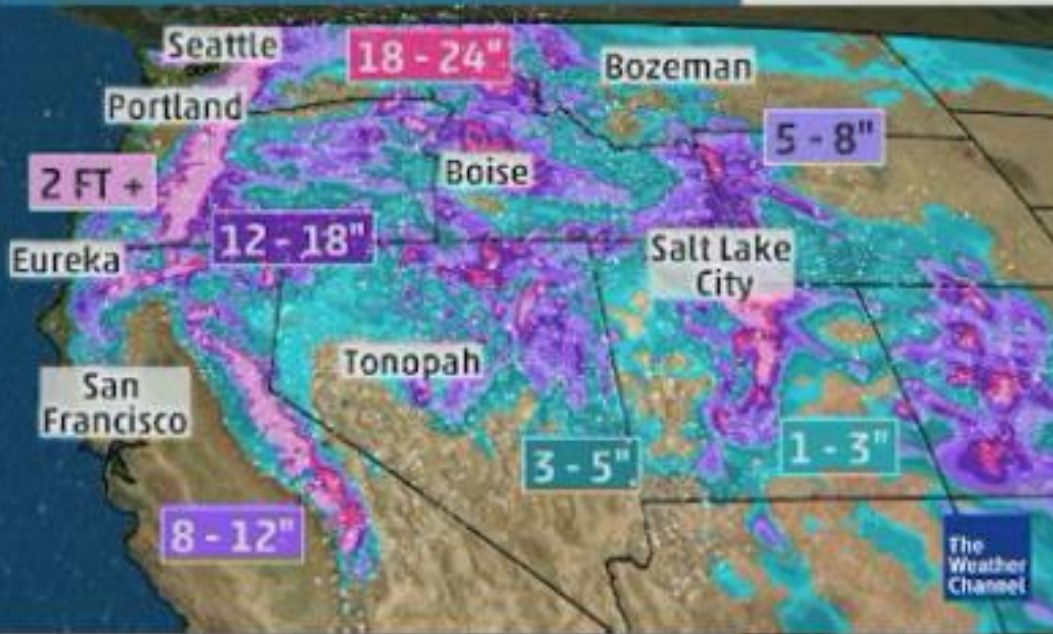 Seattle
18 - 24"
Bozeman
Portland
5 - 8"
2 FT +
Boise
12 - 18"
Eureka
Salt Lake
City
Tonopah
San
Francisco
3 - 5"
1 - 3"
8 - 12"
The
Weather
Channel